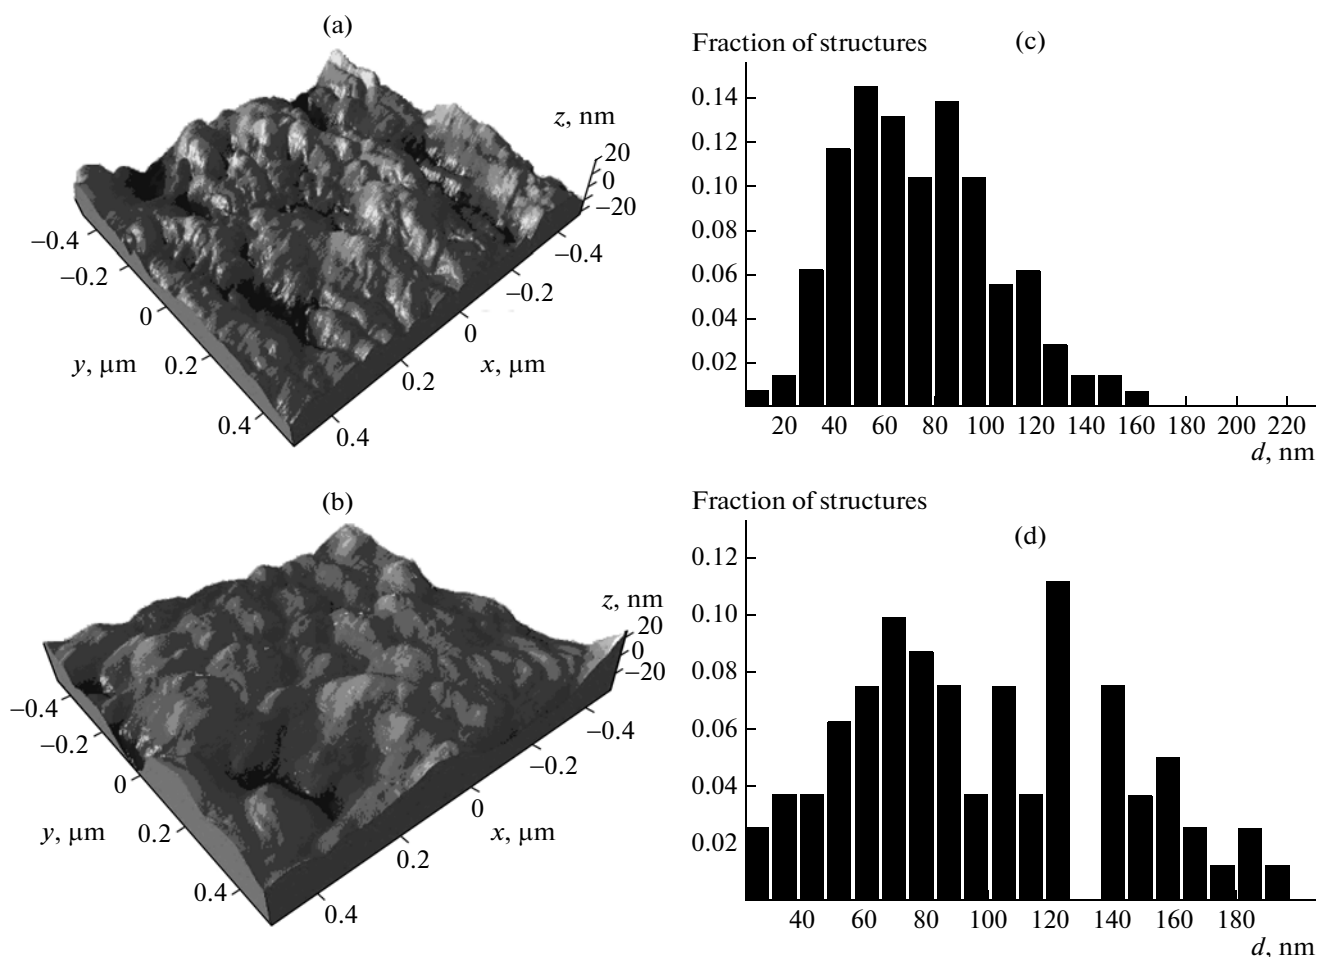 (a)
z, nm
20
0
−20
−0.4
−0.2
0
0.2
0.4
y, μm
−0.4
−0.2
0
0.2
0.4
x, μm
(c)
Fraction of structures
0.14
0.12
0.10
0.08
0.06
0.04
0.02
20 40 60 80 100 120 140 160 180 200 220
d, nm
(b)
z, nm
20
0
−20
−0.4
−0.2
0
0.2
0.4
y, μm
−0.4
−0.2
0
0.2
0.4
x, μm
Fraction of structures
(d)
0.12
0.10
0.08
0.06
0.04
0.02
40 60 80 100 120 140 160 180
d, nm